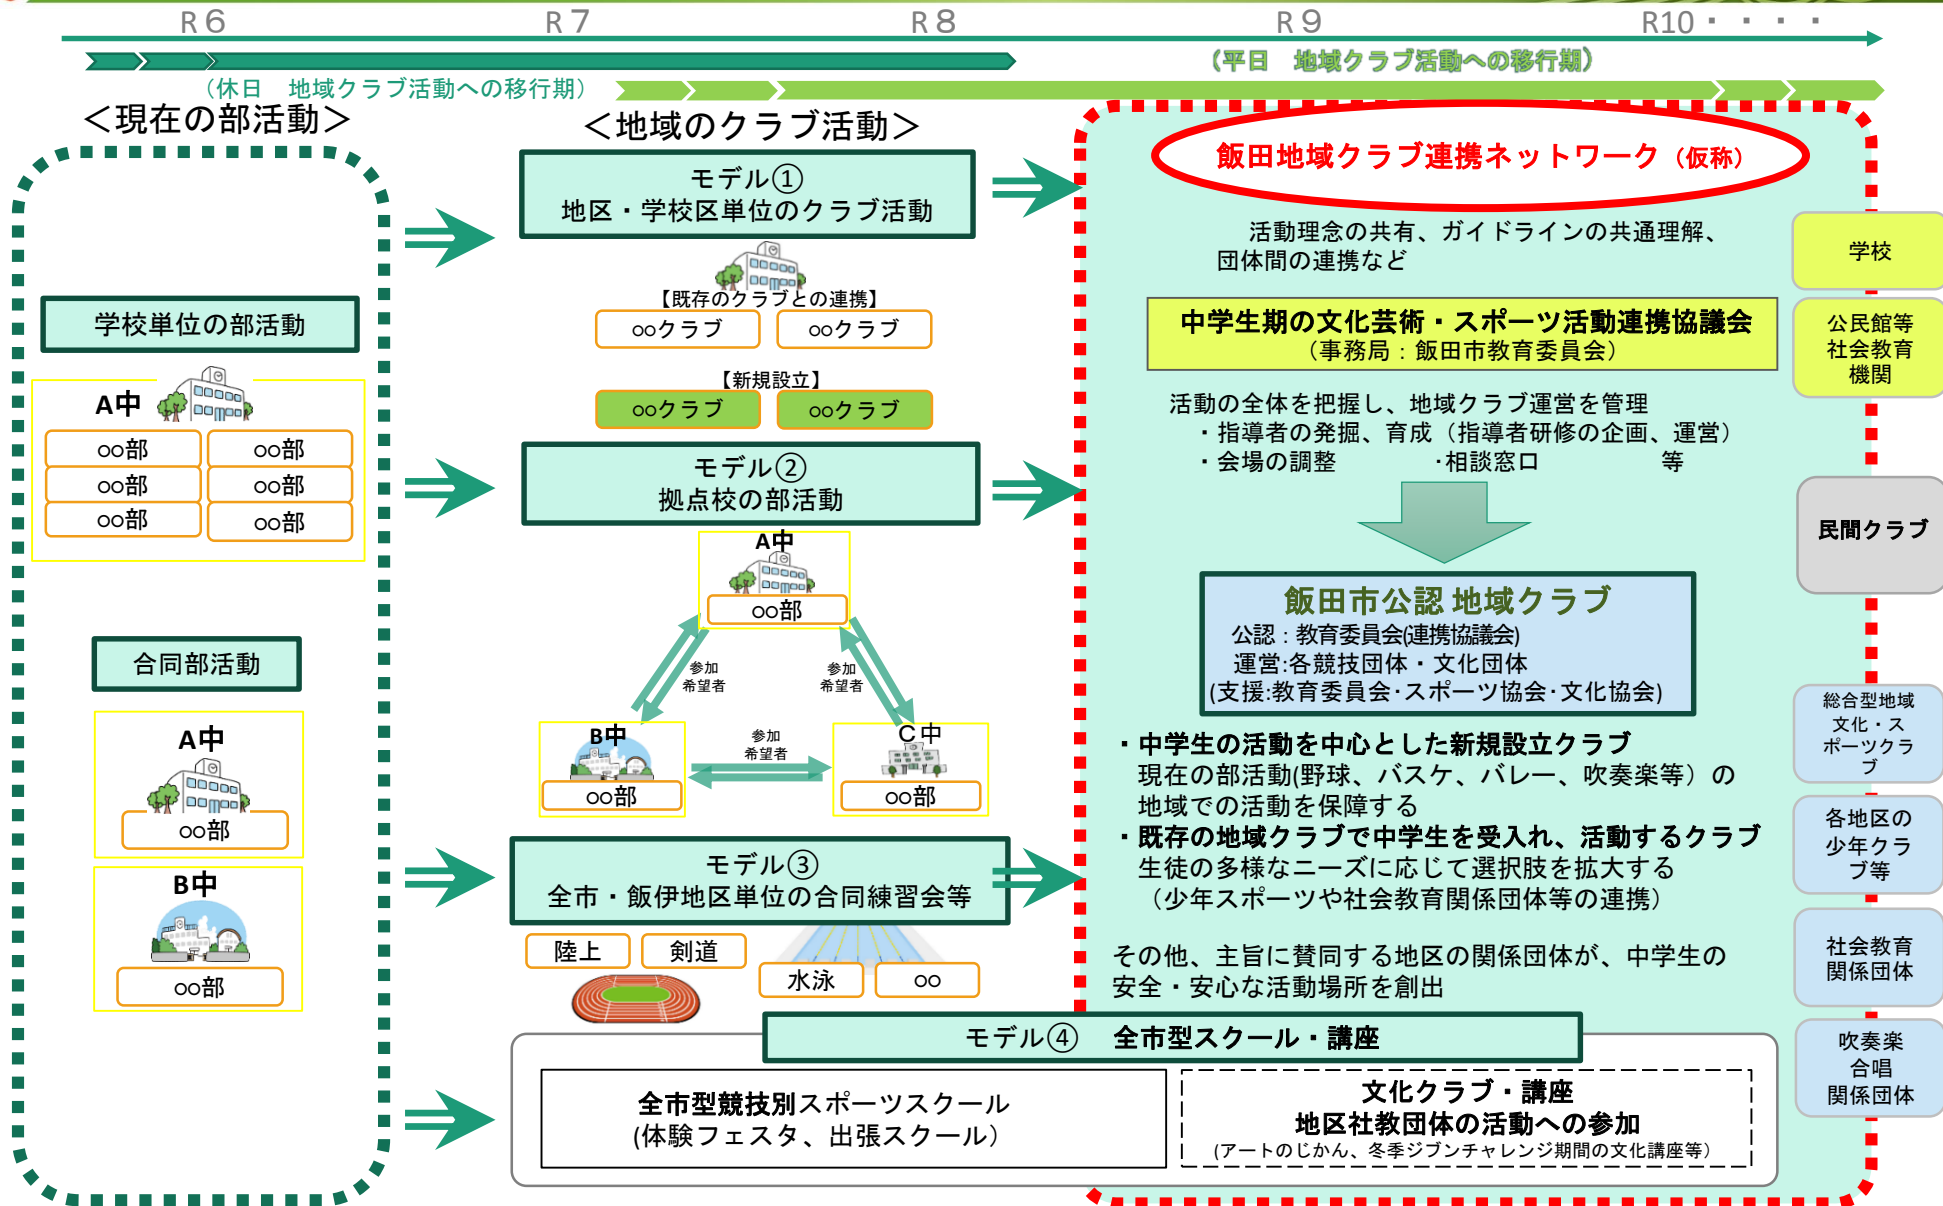 R６
R７
R８
R９
R10・・・・
（休日　地域クラブ活動への移行期）
（平日　地域クラブ活動への移行期）
＜現在の部活動＞
学校単位の部活動
A中
○○部
○○部
○○部
○○部
○○部
○○部
合同部活動
A中
○○部
B中
○○部
＜地域のクラブ活動＞
モデル①
地区・学校区単位のクラブ活動
【既存のクラブとの連携】
○○クラブ
○○クラブ
【新規設立】
○○クラブ
○○クラブ
モデル②
拠点校の部活動
A中
○○部
参加
希望者
参加
希望者
B中
○○部
参加
希望者
C中
○○部
モデル③
全市・飯伊地区単位の合同練習会等
陸上
剣道
水泳
○○
飯田地域クラブ連携ネットワーク（仮称）
活動理念の共有、ガイドラインの共通理解、
団体間の連携など
中学生期の文化芸術・スポーツ活動連携協議会
（事務局：飯田市教育委員会）
活動の全体を把握し、地域クラブ運営を管理
・指導者の発掘、育成（指導者研修の企画、運営）
・会場の調整　　　　・相談窓口　　　　　等
飯田市公認 地域クラブ
公認：教育委員会(連携協議会)
運営:各競技団体・文化団体
(支援:教育委員会・スポーツ協会・文化協会)
・中学生の活動を中心とした新規設立クラブ
現在の部活動(野球、バスケ、バレー、吹奏楽等）の
地域での活動を保障する
・既存の地域クラブで中学生を受入れ、活動するクラブ
生徒の多様なニーズに応じて選択肢を拡大する
（少年スポーツや社会教育関係団体等の連携）
その他、主旨に賛同する地区の関係団体が、中学生の
安全・安心な活動場所を創出
学校
公民館等
社会教育
機関
民間クラブ
総合型地域
文化・ス
ポーツクラ
ブ
各地区の
少年クラ
ブ等
社会教育
関係団体
吹奏楽
合唱
関係団体
モデル④　全市型スクール・講座
全市型競技別スポーツスクール
(体験フェスタ、出張スクール）
文化クラブ・講座
地区社教団体の活動への参加
(アートのじかん、冬季ジブンチャレンジ期間の文化講座等）